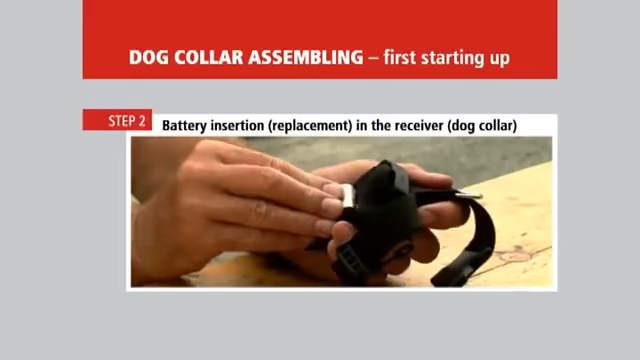 DOG COLLAR ASSEMBLING – first starting up
STEP 2
Battery insertion (replacement) in the receiver (dog collar)